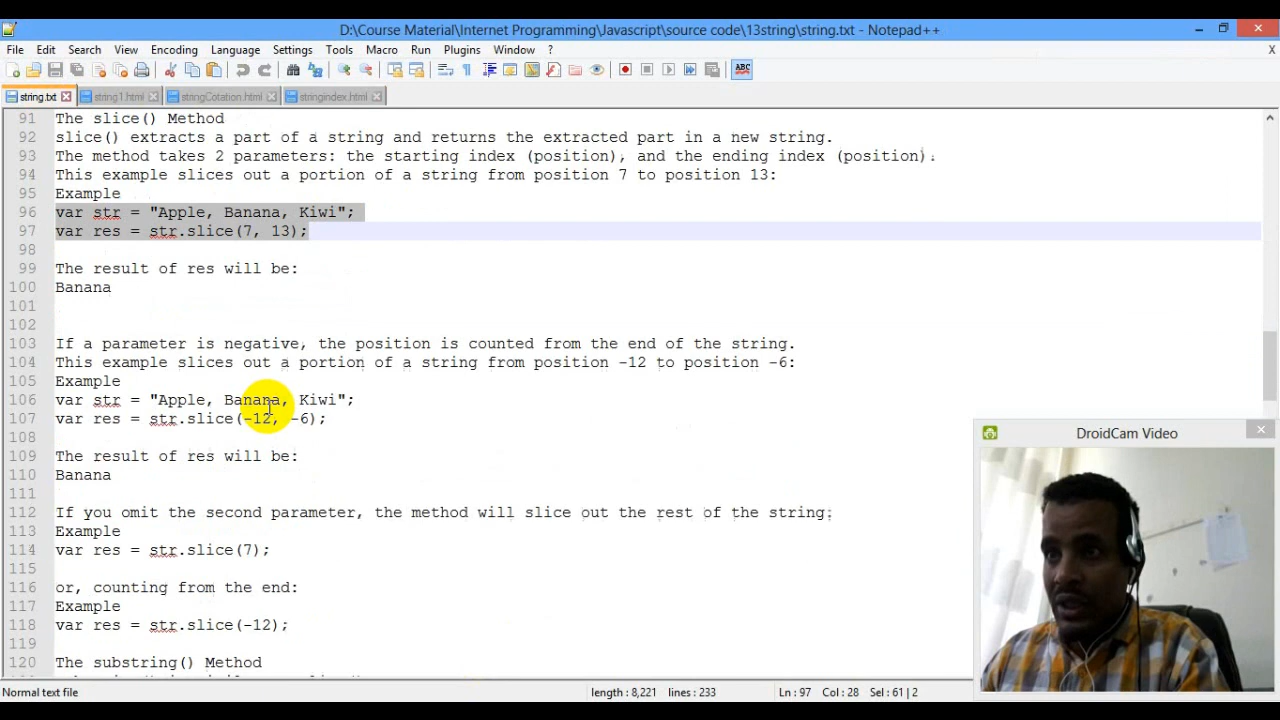 D:\Course Material\Internet Programming\Javascript\source code\13string\string.txt - Notepad++
File Edit Search View Encoding Language Settings Tools Macro Run Plugins Window ? X
ABC
string.txt string1.html stringCotation.html stringindex.html
91 The slice() Method
92 slice() extracts a part of a string and returns the extracted part in a new string.
93 The method takes 2 parameters: the starting index (position), and the ending index (position).
94 This example slices out a portion of a string from position 7 to position 13:
95 Example
96 var str = "Apple, Banana, Kiwi";
97 var res = str.slice(7, 13);
98
99 The result of res will be:
100 Banana
101
102
103 If a parameter is negative, the position is counted from the end of the string.
104 This example slices out a portion of a string from position -12 to position -6:
105 Example
106 var str = "Apple, Banana, Kiwi";
107 var res = str.slice(-12, -6);
108
109 The result of res will be:
110 Banana
111
112 If you omit the second parameter, the method will slice out the rest of the string:
113 Example
114 var res = str.slice(7);
115
116 or, counting from the end:
117 Example
118 var res = str.slice(-12);
119
120 The substring() Method
DroidCam Video
Normal text file length : 8,221 lines : 233 Ln : 97 Col : 28 Sel : 61 | 2